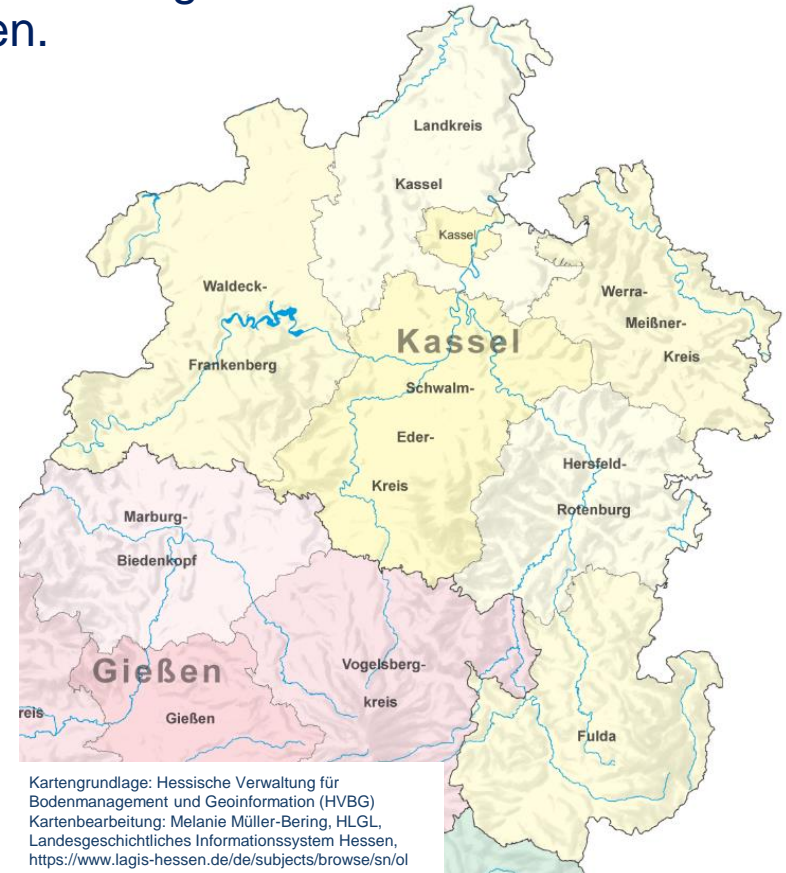 en.
Landkreis
Kassel
Kassel
Waldeck-
Frankenberg
Werra-
Meißner-
Kreis
Kassel
Schwalm-
Eder-
Kreis
Hersfeld-
Rotenburg
Marburg-
Biedenkopf
Gießen
Gießen
reis
Vogelsberg-
kreis
Fulda
Kartengrundlage: Hessische Verwaltung für
Bodenmanagement und Geoinformation (HVBG)
Kartenbearbeitung: Melanie Müller-Bering, HLGL,
Landesgeschichtliches Informationssystem Hessen,
https://www.lagis-hessen.de/de/subjects/browse/sn/ol